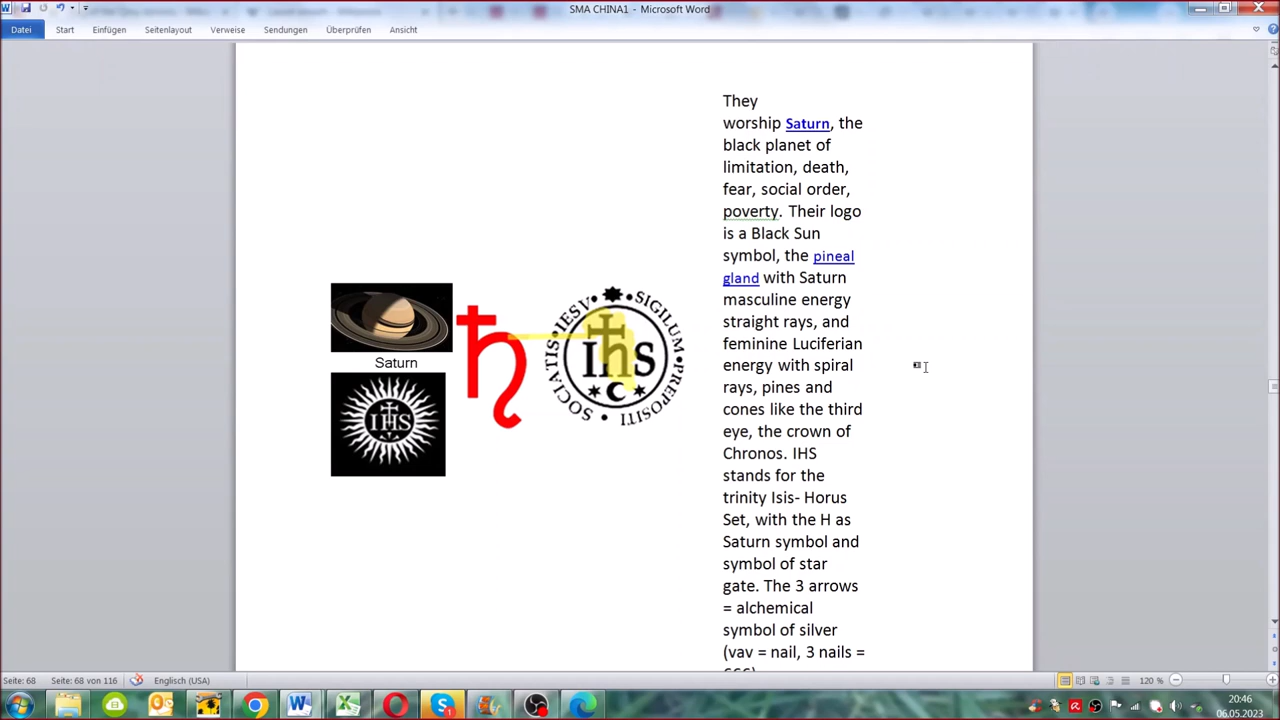 SMA CHINA1 - Microsoft Word
Datei Start Einfügen Seitenlayout Verweise Sendungen Überprüfen Ansicht
They
worship Saturn, the
black planet of
limitation, death,
fear, social order,
poverty. Their logo
is a Black Sun
symbol, the pineal
gland with Saturn
masculine energy
straight rays, and
feminine Luciferian
energy with spiral
rays, pines and
cones like the third
eye, the crown of
Chronos. IHS
stands for the
trinity Isis- Horus
Set, with the H as
Saturn symbol and
symbol of star
gate. The 3 arrows
= alchemical
symbol of silver
(vav = nail, 3 nails =
Saturn
IHS
SOCIATIS • IESV • SIGILUM • PREPOSITI •
IhS
Seite: 68 Seite: 68 von 116 Englisch (USA) 120 %
20:46
06.05.2023